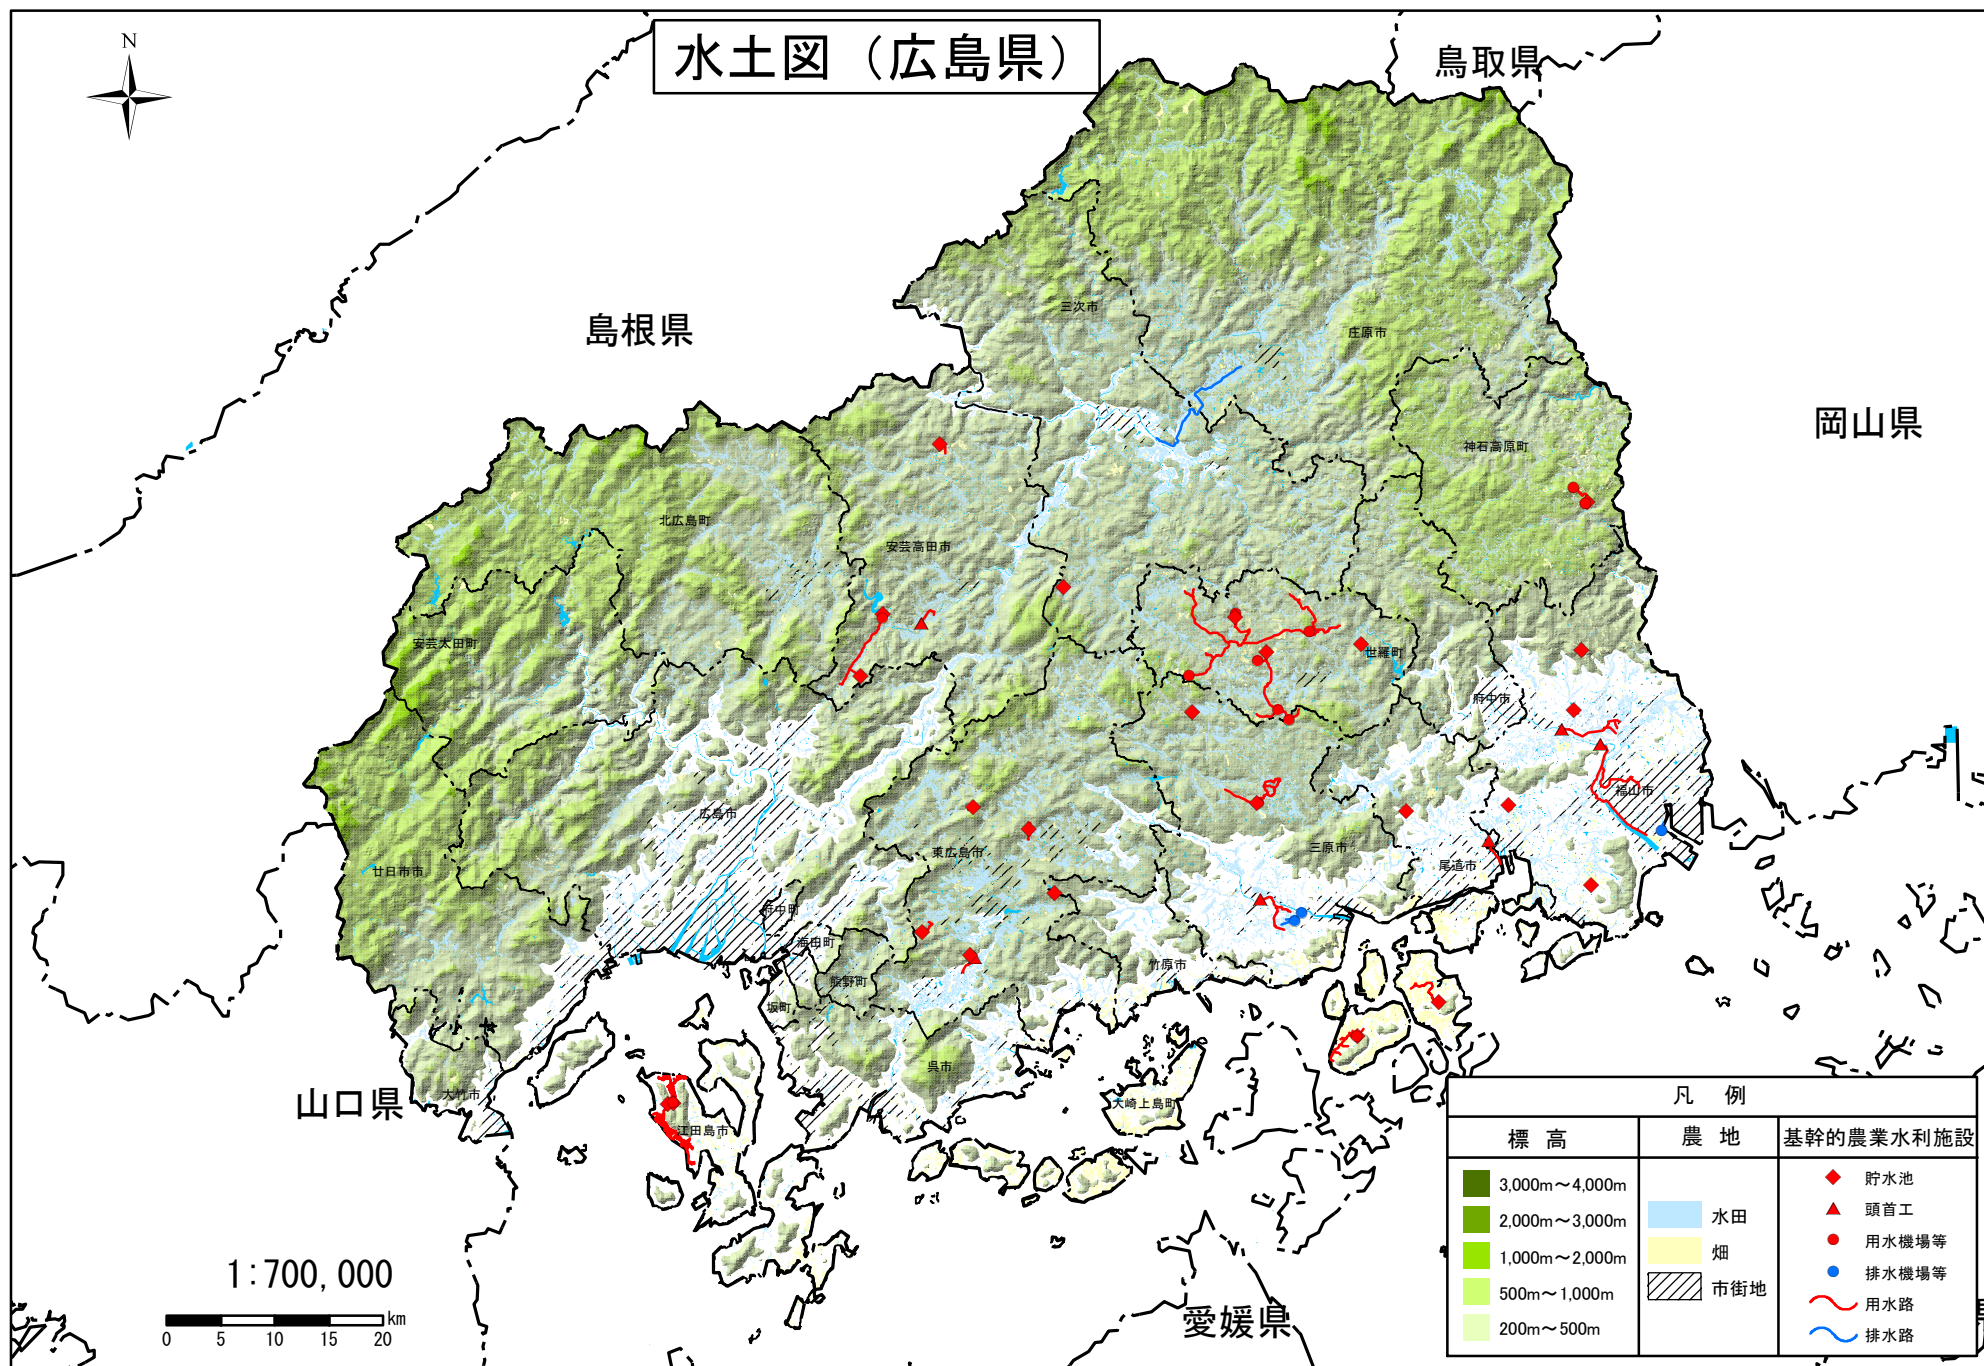 水土図（広島県）
N
鳥取県
島根県
岡山県
山口県
愛媛県
三次市
庄原市
神石高原町
北広島町
安芸高田市
安芸太田町
世羅町
府中市
福山市
広島市
東広島市
三原市
尾道市
廿日市市
府中町
海田町
熊野町
坂町
竹原市
呉市
大竹市
江田島市
大崎上島町
1:700,000
0 5 10 15 20 km
凡 例
標 高
農 地
基幹的農業水利施設
3,000m～4,000m
2,000m～3,000m
1,000m～2,000m
500m～1,000m
200m～500m
水田
畑
市街地
貯水池
頭首工
用水機場等
排水機場等
用水路
排水路